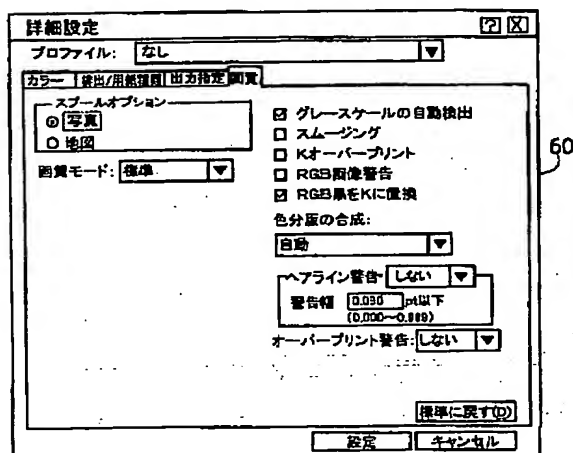 詳細設定 ? X
プロファイル: なし
カラー 用紙種類 出力指定 画質
スプールオプション
写真
地図
画質モード: 標準
グレースケールの自動検出
スムージング
Kオーバープリント
RGB画像警告
RGB黒をKに置換
色分版の合成:
自動
ヘアライン警告 しない
警告幅 0.030 pt以下
(0.000~0.999)
オーバープリント警告: しない
標準に戻す(D)
設定 キャンセル
60